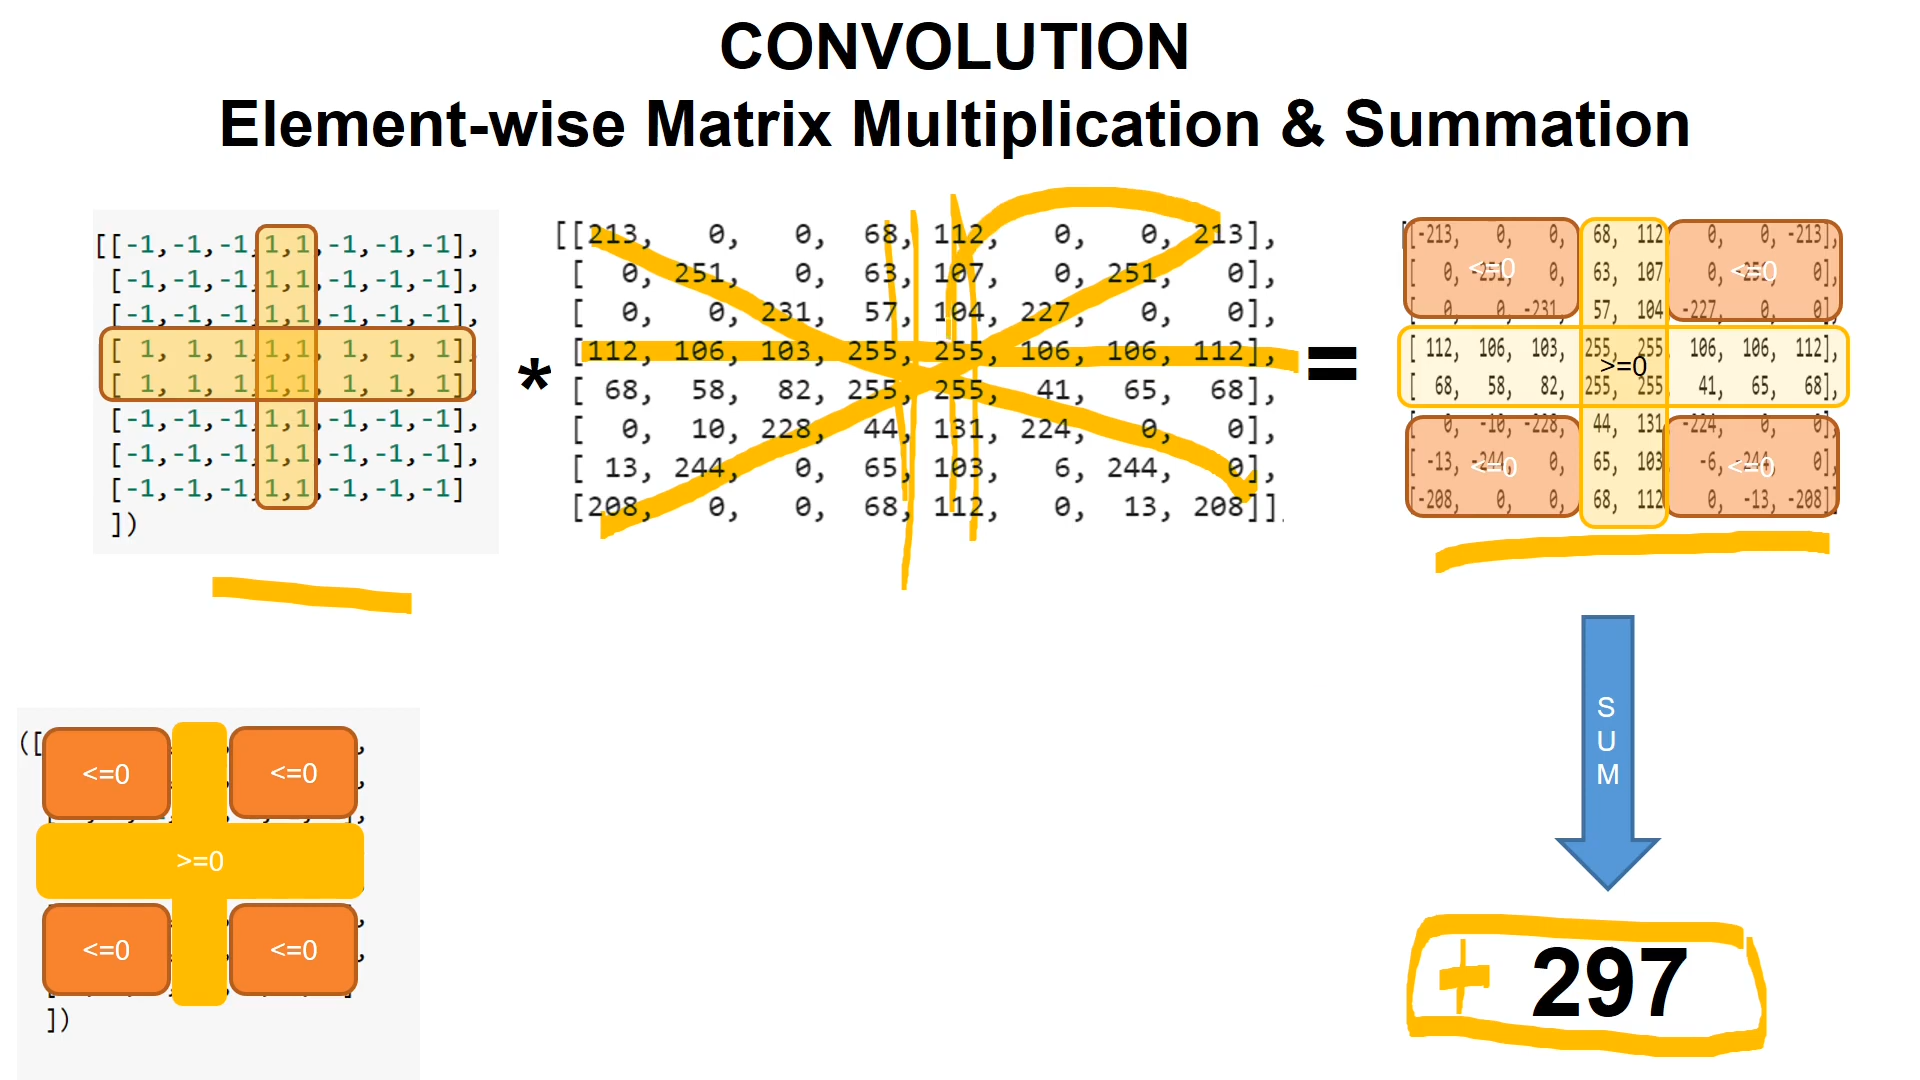 CONVOLUTION
Element-wise Matrix Multiplication & Summation
[[-1,-1,-1,1,1,-1,-1,-1],
[-1,-1,-1,1,1,-1,-1,-1],
[-1,-1,-1,1,1,-1,-1,-1],
[ 1, 1, 1,1,1, 1, 1, 1],
[ 1, 1, 1,1,1, 1, 1, 1],
[-1,-1,-1,1,1,-1,-1,-1],
[-1,-1,-1,1,1,-1,-1,-1],
[-1,-1,-1,1,1,-1,-1,-1]
])
*
[[213, 0, 0, 68, 112, 0, 0, 213],
[ 0, 251, 0, 63, 107, 0, 251, 0],
[ 0, 0, 231, 57, 104, 227, 0, 0],
[112, 106, 103, 255, 255, 106, 106, 112],
[ 68, 58, 82, 255, 255, 41, 65, 68],
[ 0, 10, 228, 44, 131, 224, 0, 0],
[ 13, 244, 0, 65, 103, 6, 244, 0],
[208, 0, 0, 68, 112, 0, 13, 208]]
=
[-213, 0, 0, 68, 112 0, 0, -213],
[ 0, -251, 0, 63, 107 0, -251, 0],
<=0 <=0
[ 0, 0, -231, 57, 104 -227, 0, 0],
[ 112, 106, 103, 255, 255 106, 106, 112],
>=0
[ 68, 58, 82, 255, 255 41, 65, 68],
[ 0, -10, -228, 44, 131 -224, 0, 0],
[ -13, -244, 0, 65, 103 -6, -244, 0],
<=0 <=0
[-208, 0, 0, 68, 112 0, -13, -208]]
SUM
+ 297
([
<=0 <=0
>=0
<=0 <=0
])